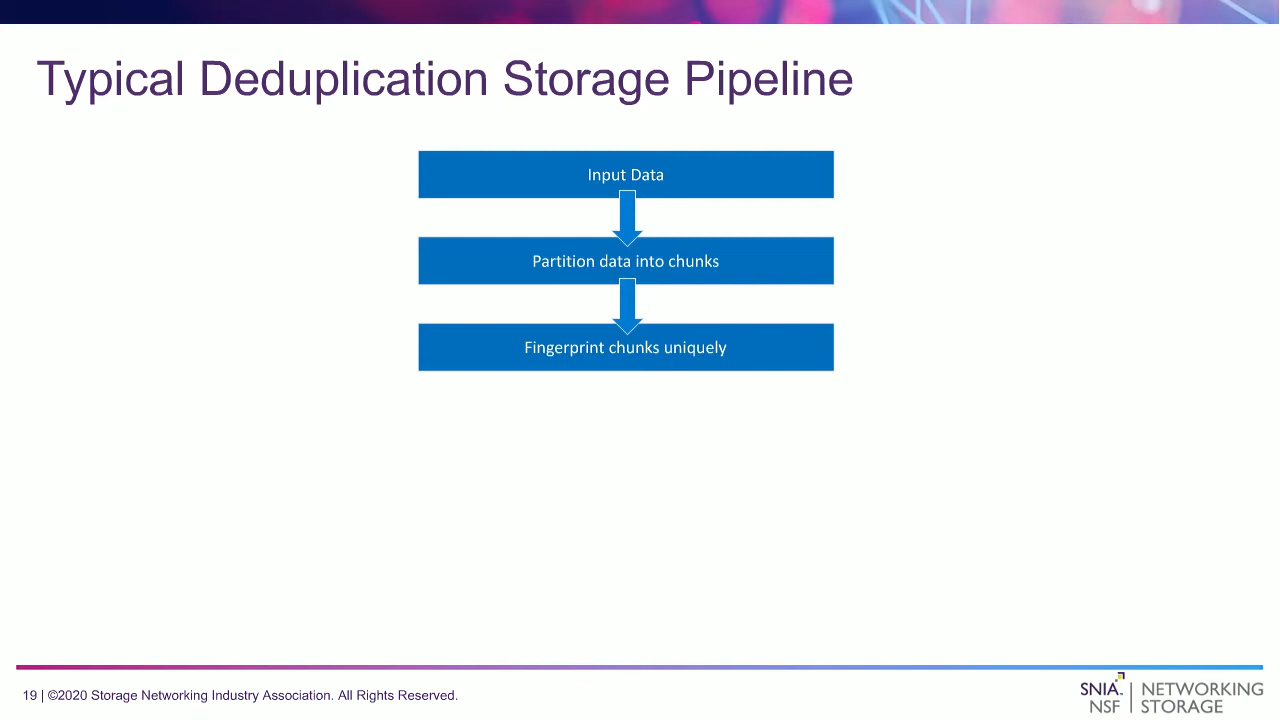 Typical Deduplication Storage Pipeline
Input Data
Partition data into chunks
Fingerprint chunks uniquely
19 | ©2020 Storage Networking Industry Association. All Rights Reserved.
SNIA. | NETWORKING
NSF | STORAGE